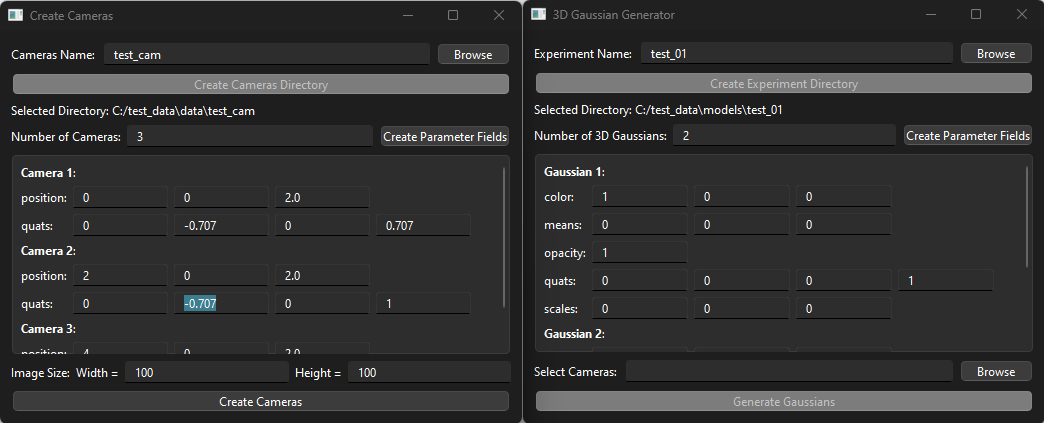 Create Cameras
Cameras Name: test_cam Browse
Create Cameras Directory
Selected Directory: C:/test_data\data\test_cam
Number of Cameras: 3 Create Parameter Fields
Camera 1:
position: 0 0 2.0
quats: 0 -0.707 0 0.707
Camera 2:
position: 2 0 2.0
quats: 0 -0.707 0 1
Camera 3:
position: 4 0 2.0
Image Size: Width = 100 Height = 100
Create Cameras
3D Gaussian Generator
Experiment Name: test_01 Browse
Create Experiment Directory
Selected Directory: C:/test_data\models\test_01
Number of 3D Gaussians: 2 Create Parameter Fields
Gaussian 1:
color: 1 0 0
means: 0 0 0
opacity: 1
quats: 0 0 0 1
scales: 0 0 0
Gaussian 2:
Select Cameras: Browse
Generate Gaussians